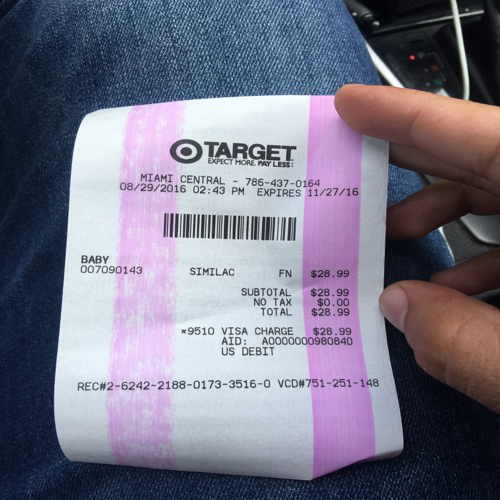 TARGET
EXPECT MORE. PAY LESS.
MIAMI CENTRAL - 786-437-0164
08/29/2016 02:43 PM EXPIRES 11/27/16
BABY
007090143 SIMILAC FN $28.99
SUBTOTAL $28.99
NO TAX $0.00
TOTAL $28.99
*9510 VISA CHARGE $28.99
AID: A0000000980840
US DEBIT
REC#2-6242-2188-0173-3516-0 VCD#751-251-148